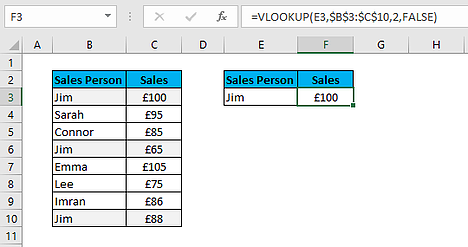 F3 fx =VLOOKUP(E3,$B$3:$C$10,2,FALSE)
A B C D E F G H
1
2 Sales Person Sales Sales Person Sales
3 Jim £100 Jim £100
4 Sarah £95
5 Connor £85
6 Jim £65
7 Emma £105
8 Lee £75
9 Imran £86
10 Jim £88
11